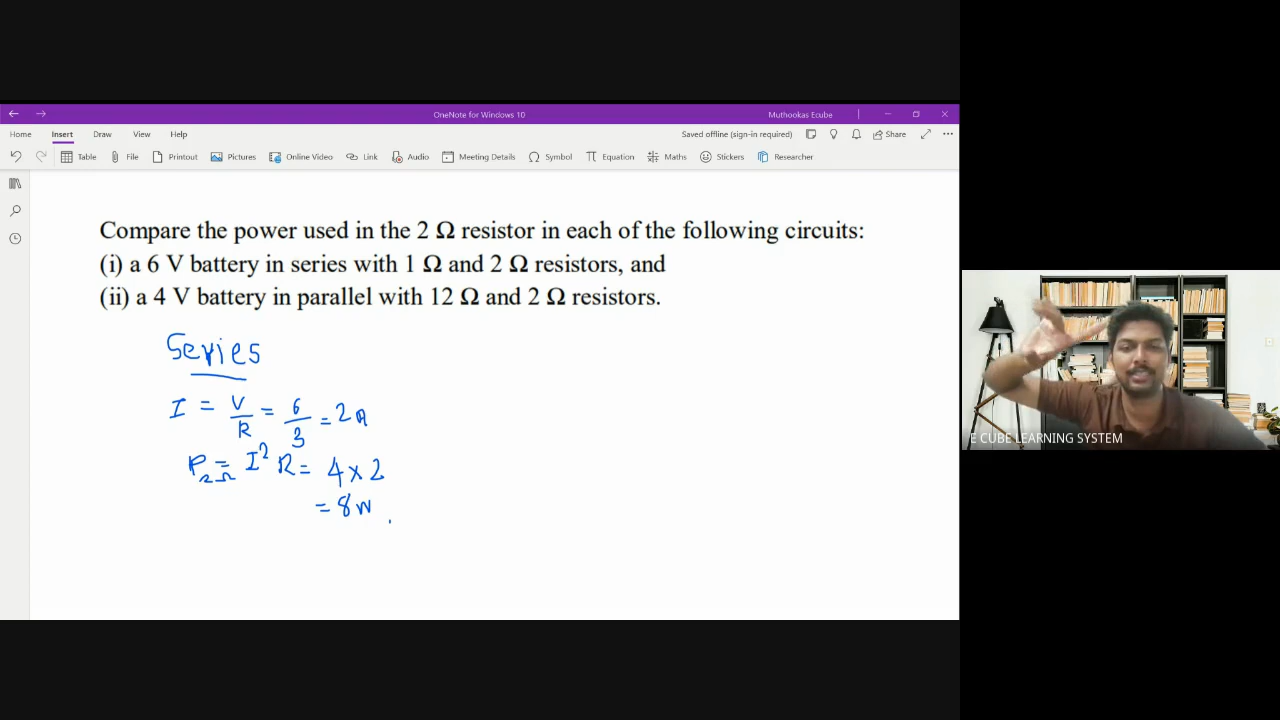 OneNote for Windows 10
Muthookas Ecube
Home Insert Draw View Help
Saved offline (sign-in required)
Share
Table File Printout Pictures Online Video Link Audio Meeting Details Symbol Equation Maths Stickers Researcher
Compare the power used in the 2 Ω resistor in each of the following circuits:
(i) a 6 V battery in series with 1 Ω and 2 Ω resistors, and
(ii) a 4 V battery in parallel with 12 Ω and 2 Ω resistors.
Series
I = V/R = 6/3 = 2A
P2Ω = I² R = 4 × 2
= 8W
E CUBE LEARNING SYSTEM